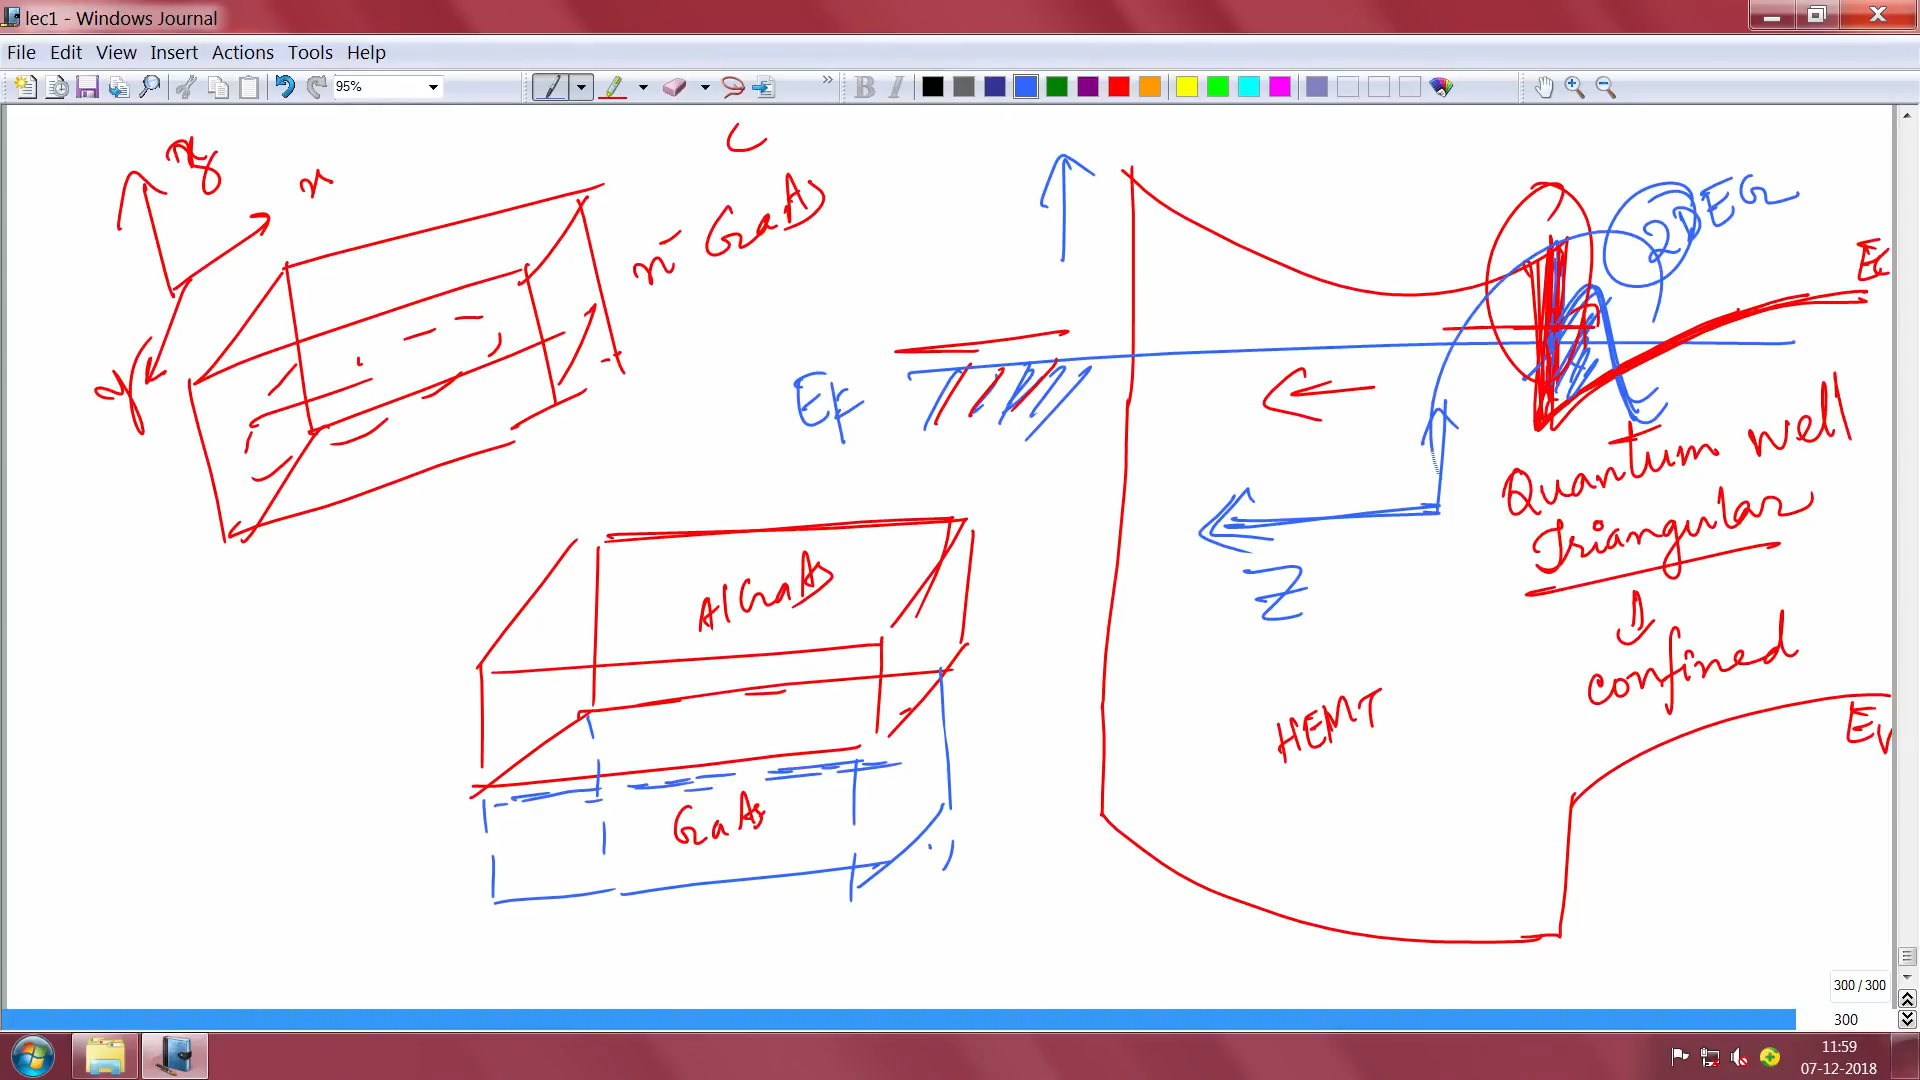 lec1 - Windows Journal
File Edit View Insert Actions Tools Help
95%
B I
z
x
y
n⁻ GaAs
EF
2DEG
Ec
Quantum well
Triangular
confined
Z
AlGaAs
GaAs
HEMT
Ev
300 / 300
300
11:59
07-12-2018